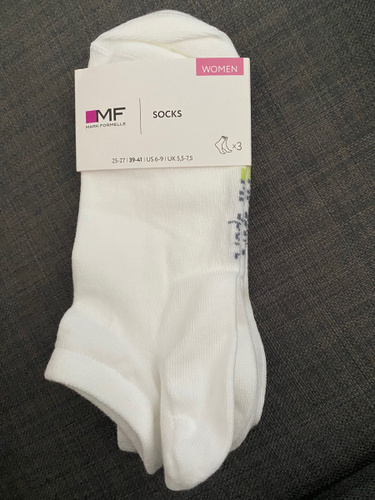 WOMEN
MF
MARK FORMELLE
SOCKS
x3
25-27 | 39-41 | US 6-9 | UK 5,5-7,5